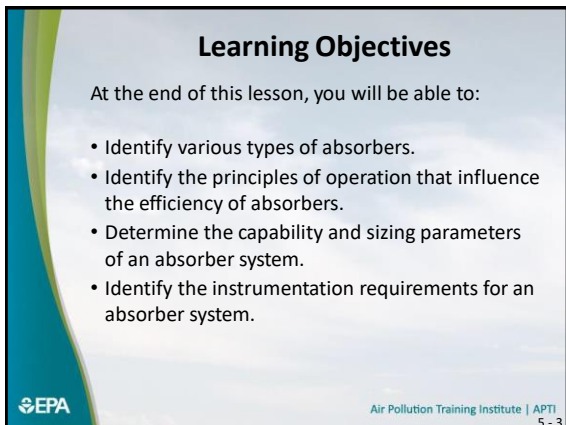 Learning Objectives
At the end of this lesson, you will be able to:
• Identify various types of absorbers.
• Identify the principles of operation that influence
the efficiency of absorbers.
• Determine the capability and sizing parameters
of an absorber system.
• Identify the instrumentation requirements for an
absorber system.
EPA
Air Pollution Training Institute | APTI
5 - 3